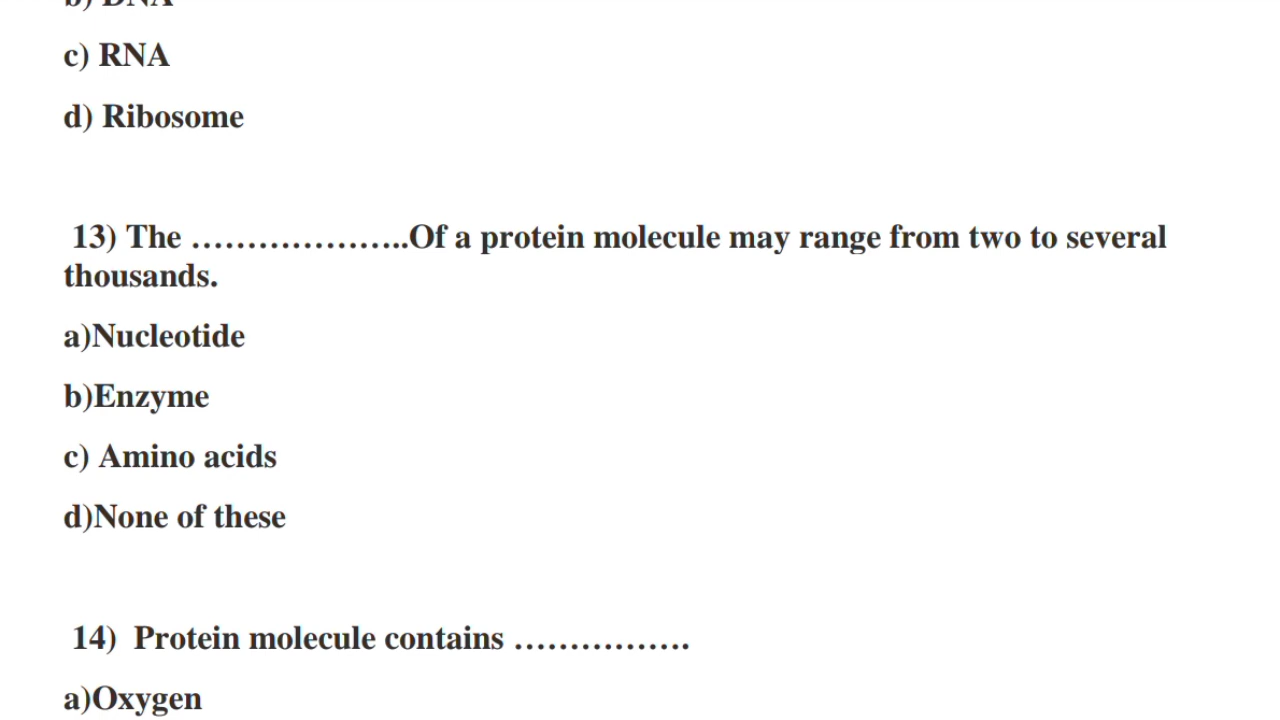 b) DNA
c) RNA
d) Ribosome
13) The …………………..Of a protein molecule may range from two to several
thousands.
a)Nucleotide
b)Enzyme
c) Amino acids
d)None of these
14)  Protein molecule contains …………….
a)Oxygen